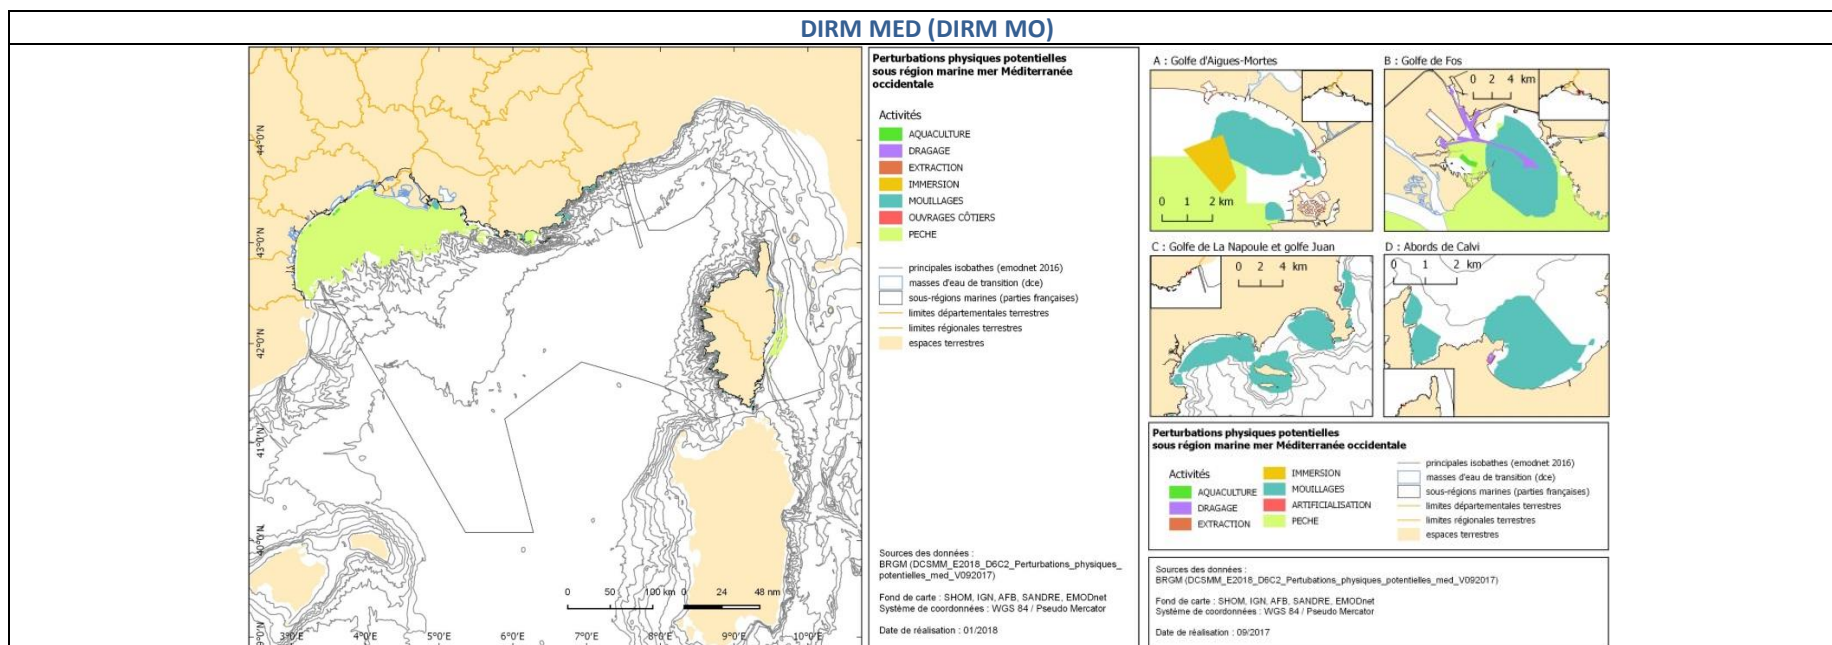 DIRM MED (DIRM MO)
44°0'N
43°0'N
42°0'N
41°0'N
40°0'N
39°0'N
3°0'E
4°0'E
5°0'E
6°0'E
7°0'E
8°0'E
9°0'E
10°0'E
0 50 100 km
0 24 48 nm
Perturbations physiques potentielles
sous région marine mer Méditerranée
occidentale
Activités
AQUACULTURE
DRAGAGE
EXTRACTION
IMMERSION
MOUILLAGES
OUVRAGES CÔTIERS
PECHE
principales isobathes (emodnet 2016)
masses d'eau de transition (dce)
sous-régions marines (parties françaises)
limites départementales terrestres
limites régionales terrestres
espaces terrestres
Sources des données :
BRGM (DCSMM_E2018_D6C2_Perturbations_physiques_
potentielles_med_V092017)
Fond de carte : SHOM, IGN, AFB, SANDRE, EMODnet
Système de coordonnées : WGS 84 / Pseudo Mercator
Date de réalisation : 01/2018
A : Golfe d'Aigues-Mortes
0 1 2 km
B : Golfe de Fos
0 2 4 km
C : Golfe de La Napoule et golfe Juan
0 2 4 km
D : Abords de Calvi
0 1 2 km
Perturbations physiques potentielles
sous région marine mer Méditerranée occidentale
Activités
AQUACULTURE
DRAGAGE
EXTRACTION
IMMERSION
MOUILLAGES
ARTIFICIALISATION
PECHE
principales isobathes (emodnet 2016)
masses d'eau de transition (dce)
sous-régions marines (parties françaises)
limites départementales terrestres
limites régionales terrestres
espaces terrestres
Sources des données :
BRGM (DCSMM_E2018_D6C2_Pertubations_physiques_potentielles_med_V092017)
Fond de carte : SHOM, IGN, AFB, SANDRE, EMODnet
Système de coordonnées : WGS 84 / Pseudo Mercator
Date de réalisation : 09/2017